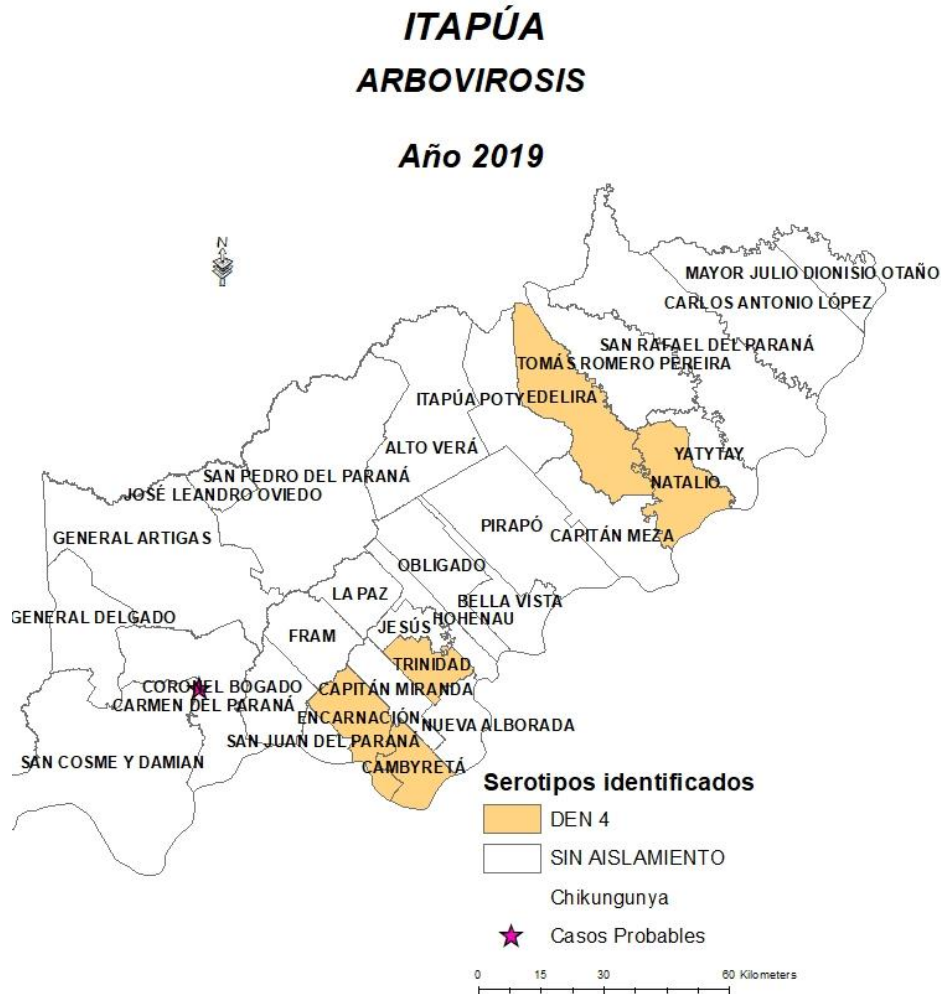 ITAPÚA
ARBOVIROSIS
Año 2019
N
MAYOR JULIO DIONISIO OTAÑO
CARLOS ANTONIO LÓPEZ
SAN RAFAEL DEL PARANÁ
TOMÁS ROMERO PEREIRA
ITAPÚA POTY
EDELIRA
ALTO VERÁ
YATYTAY
SAN PEDRO DEL PARANÁ
NATALIO
JOSÉ LEANDRO OVIEDO
PIRAPÓ
GENERAL ARTIGAS
CAPITÁN MEZA
OBLIGADO
LA PAZ
BELLA VISTA
GENERAL DELGADO
HOHENAU
JESÚS
FRAM
TRINIDAD
CORONEL BOGADO
CAPITÁN MIRANDA
CARMEN DEL PARANÁ
ENCARNACIÓN
NUEVA ALBORADA
SAN JUAN DEL PARANÁ
SAN COSME Y DAMIAN
CAMBYRETÁ
Serotipos identificados
DEN 4
SIN AISLAMIENTO
Chikungunya
Casos Probables
0 15 30 60 Kilometers